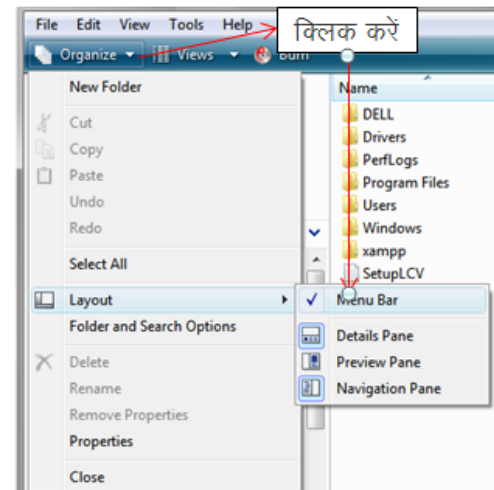 File Edit View Tools Help
क्लिक करें
Organize Views Burn
New Folder
Cut
Copy
Paste
Undo
Redo
Select All
Layout
Folder and Search Options
Delete
Rename
Remove Properties
Properties
Close
Name
DELL
Drivers
PerfLogs
Program Files
Users
Windows
xampp
SetupLCV
Menu Bar
Details Pane
Preview Pane
Navigation Pane